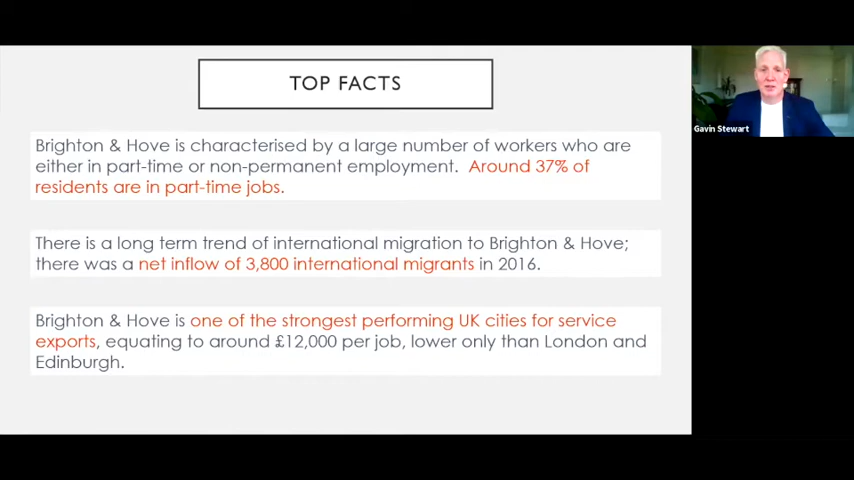 TOP FACTS
Brighton & Hove is characterised by a large number of workers who are
either in part-time or non-permanent employment. Around 37% of
residents are in part-time jobs.
There is a long term trend of international migration to Brighton & Hove;
there was a net inflow of 3,800 international migrants in 2016.
Brighton & Hove is one of the strongest performing UK cities for service
exports, equating to around £12,000 per job, lower only than London and
Edinburgh.
Gavin Stewart